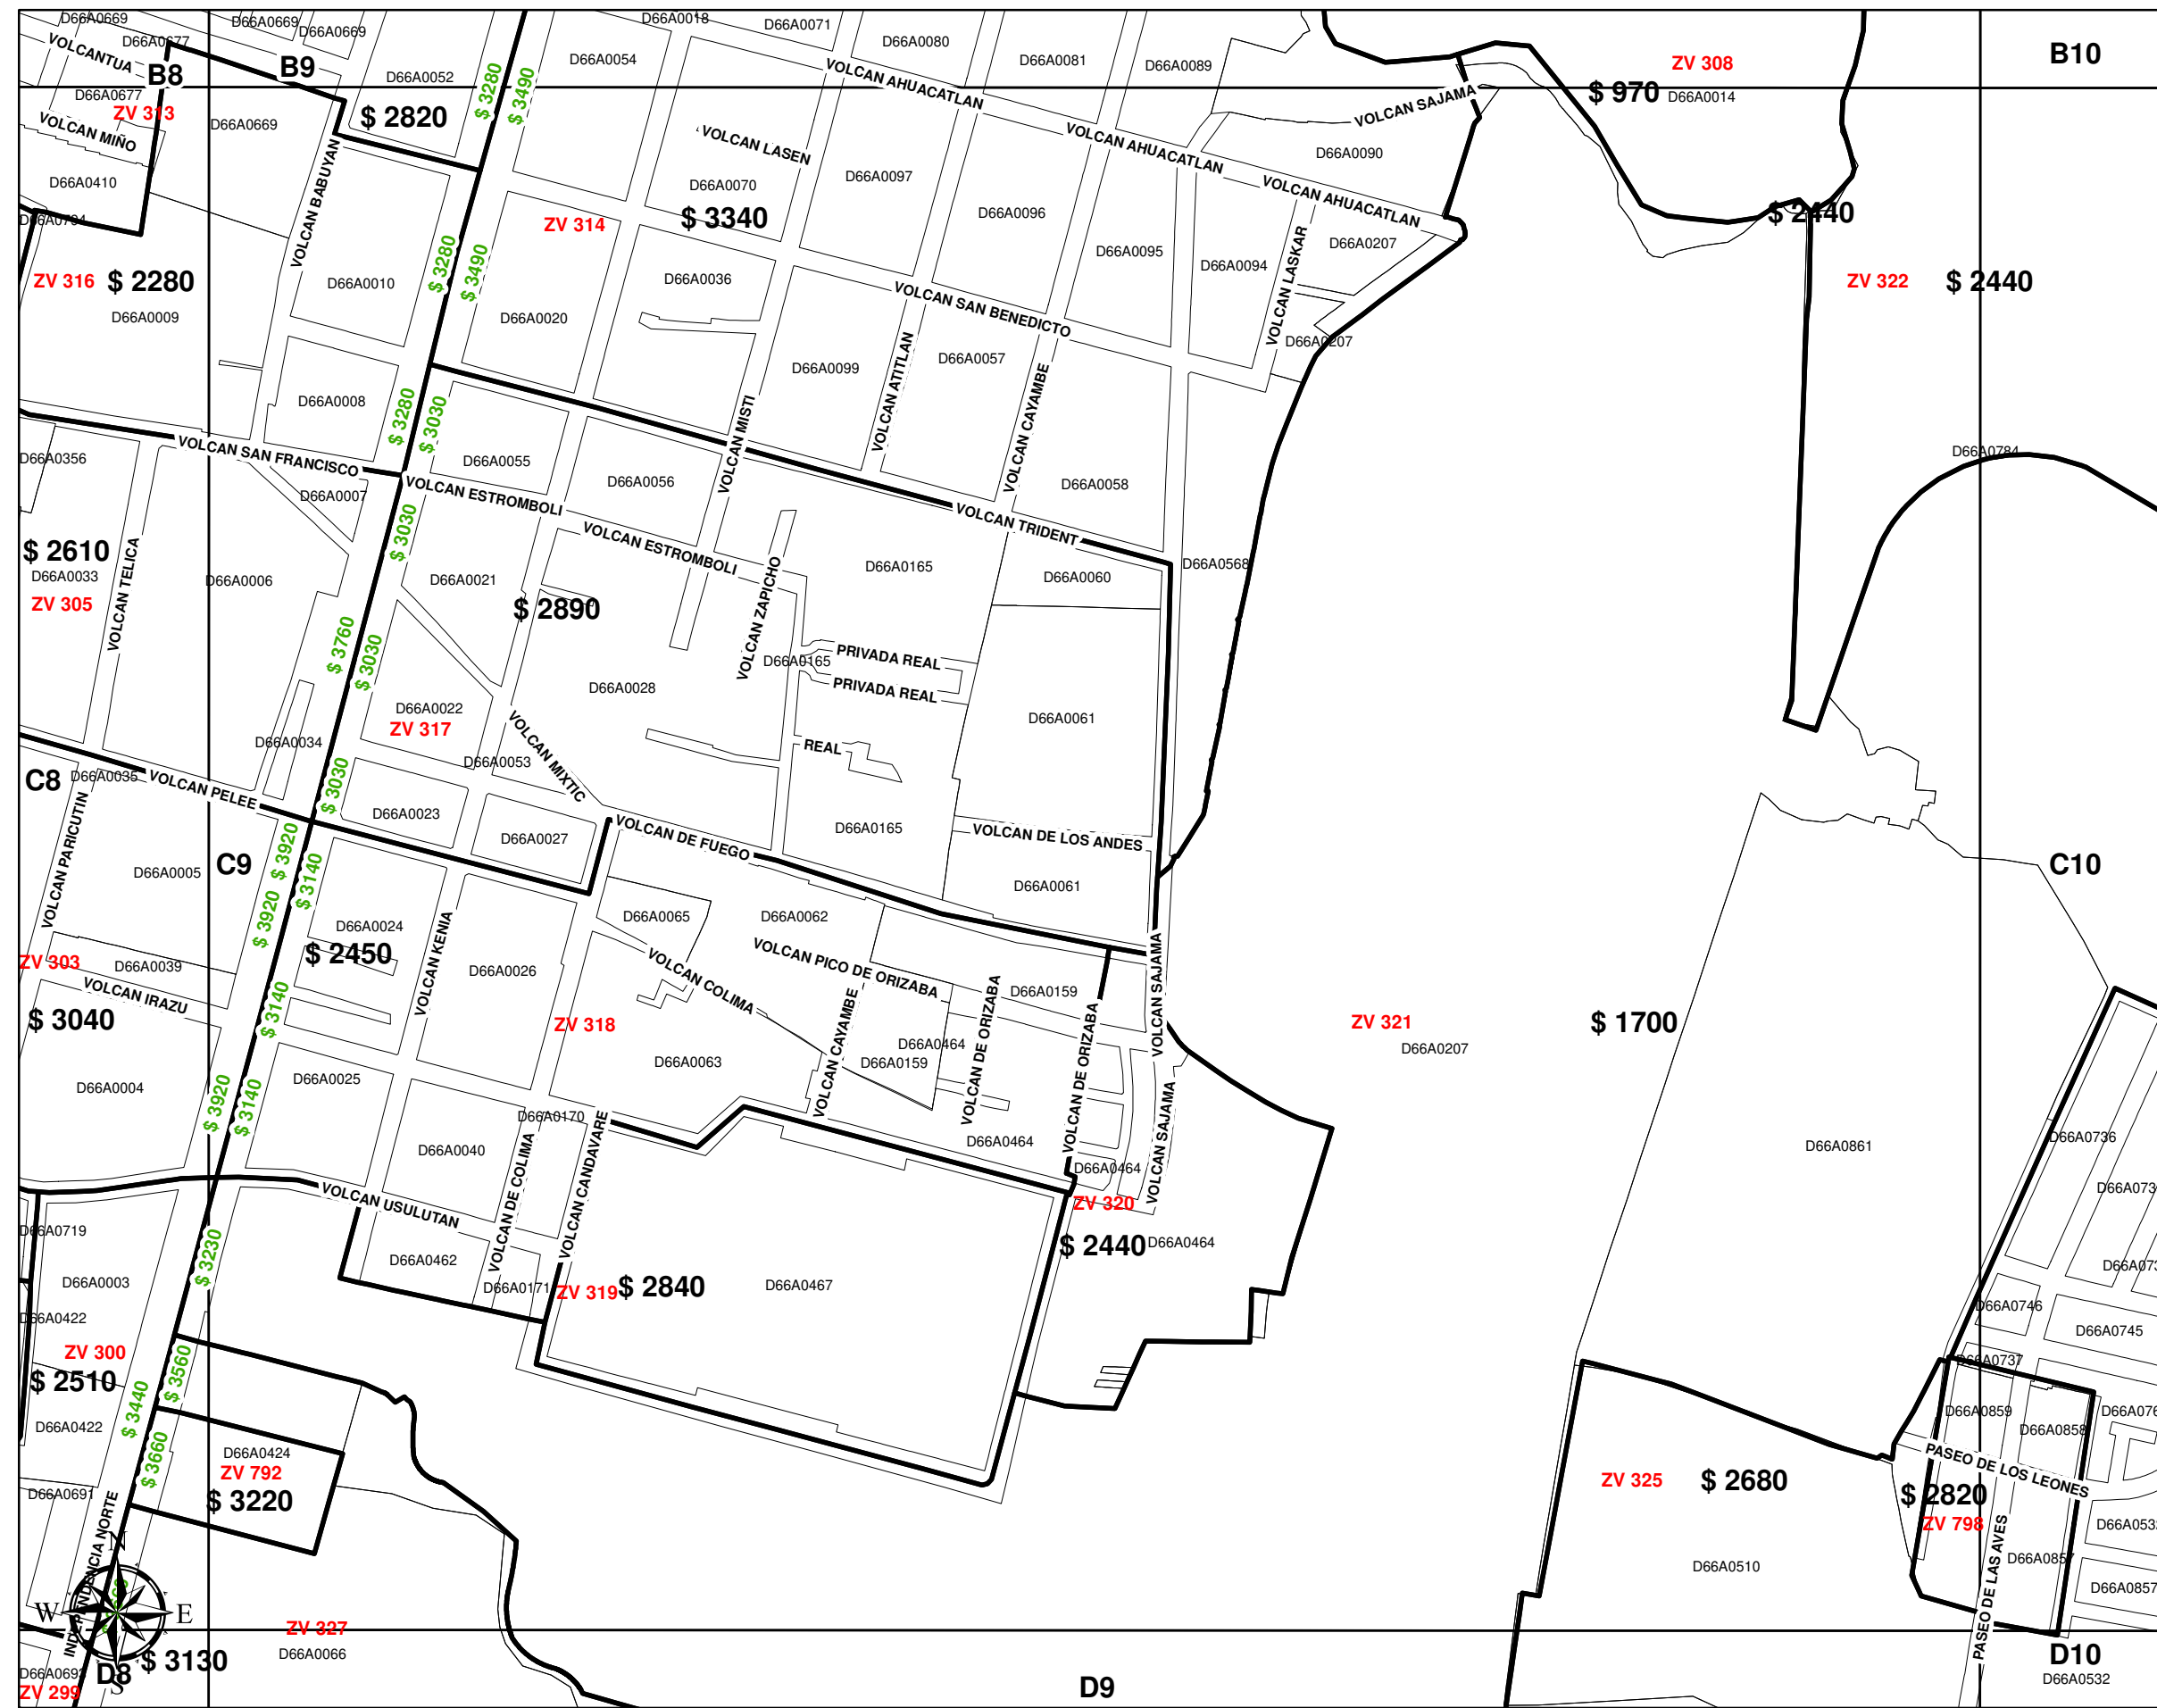 D66A0669
D66A0669
D66A0669
D66A0018
D66A0071
VOLCANTUA
D66A0677
B8
B9
D66A0052
$ 3280
$ 3490
D66A0054
D66A0080
D66A0081
D66A0089
ZV 308
B10
VOLCAN AHUACATLAN
$ 970
D66A0014
D66A0677
ZV 313
VOLCAN MIÑO
D66A0669
$ 2820
VOLCAN SAJAMA
VOLCAN LASEN
VOLCAN AHUACATLAN
D66A0090
D66A0410
D66A0070
D66A0097
VOLCAN AHUACATLAN
VOLCAN BABUYAN
ZV 314
$ 3340
D66A0096
$ 2440
D66A0095
D66A0094
VOLCAN LASKAR
D66A0207
ZV 316
$ 2280
D66A0009
D66A0010
$ 3280
$ 3490
D66A0020
D66A0036
VOLCAN SAN BENEDICTO
ZV 322
$ 2440
D66A0207
D66A0099
VOLCAN ATITLAN
D66A0057
VOLCAN CAYAMBE
D66A0008
$ 3280
$ 3030
VOLCAN MISTI
D66A0356
VOLCAN SAN FRANCISCO
D66A0055
D66A0784
D66A0007
VOLCAN ESTROMBOLI
D66A0056
D66A0058
VOLCAN TRIDENT
$ 3030
VOLCAN ESTROMBOLI
$ 2610
D66A0033
ZV 305
VOLCAN TELICA
D66A0006
D66A0021
$ 2890
VOLCAN ZAPICHO
D66A0165
D66A0060
D66A0568
$ 3760
$ 3030
D66A0165
PRIVADA REAL
PRIVADA REAL
D66A0028
D66A0022
ZV 317
VOLCAN MIXTIC
D66A0061
D66A0034
D66A0053
REAL
C8
D66A0035
VOLCAN PELEE
$ 3030
D66A0023
D66A0027
VOLCAN DE FUEGO
D66A0165
VOLCAN DE LOS ANDES
VOLCAN PARICUTIN
D66A0005
C9
$ 3920
$ 3140
C10
D66A0061
$ 3920
D66A0024
$ 2450
VOLCAN KENIA
D66A0065
D66A0062
VOLCAN PICO DE ORIZABA
VOLCAN SAJAMA
ZV 303
D66A0039
VOLCAN IRAZU
D66A0026
VOLCAN COLIMA
VOLCAN CAYAMBE
D66A0159
VOLCAN DE ORIZABA
VOLCAN DE ORIZABA
$ 3040
$ 3140
ZV 318
ZV 321
$ 1700
D66A0207
D66A0464
D66A0159
D66A0063
D66A0004
$ 3920
$ 3140
D66A0025
D66A0170
VOLCAN CANDAVARE
VOLCAN SAJAMA
D66A0464
D66A0464
D66A0040
VOLCAN DE COLIMA
D66A0861
D66A0736
VOLCAN USULUTAN
ZV 320
D66A0719
$ 3230
$ 2440
D66A0464
D66A0003
D66A0462
D66A0171
ZV 319
$ 2840
D66A0467
D66A0422
D66A0746
D66A0745
ZV 300
$ 2510
$ 3560
D66A0737
$ 3440
D66A0422
D66A0859
D66A0858
$ 3660
D66A0424
ZV 792
$ 3220
ZV 325
$ 2680
PASEO DE LOS LEONES
$ 2820
ZV 798
D66A0691
INDEPENDENCIA NORTE
D66A0510
PASEO DE LAS AVES
D66A0857
D66A0857
N
W
E
S
ZV 327
D66A0066
$ 3130
D8
ZV 299
D9
D10
D66A0532